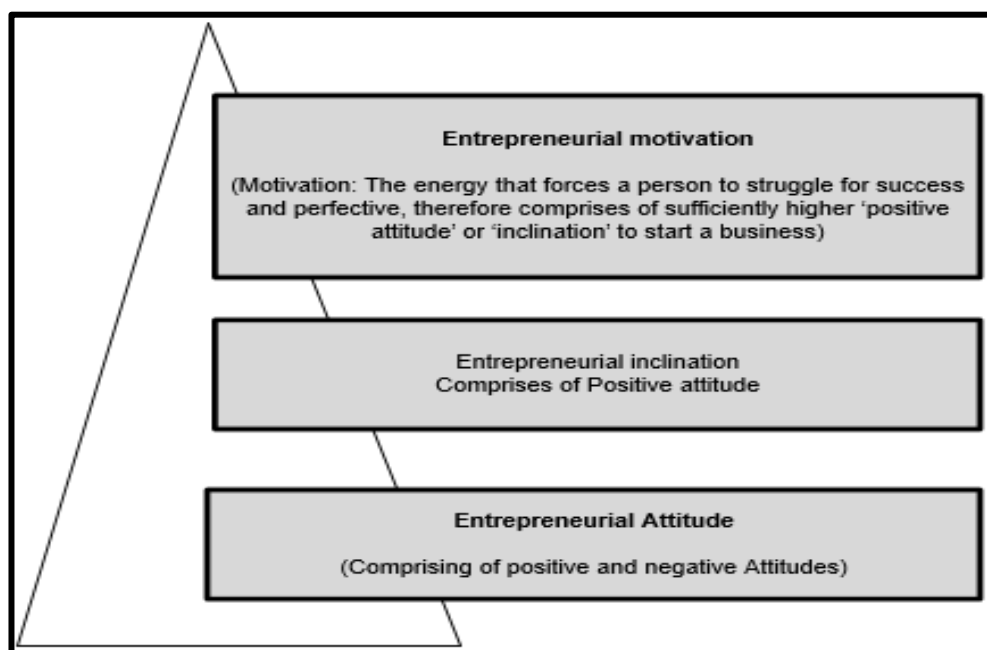 Entrepreneurial motivation
(Motivation: The energy that forces a person to struggle for success
and perfective, therefore comprises of sufficiently higher ‘positive
attitude’ or ‘inclination’ to start a business)
Entrepreneurial inclination
Comprises of Positive attitude
Entrepreneurial Attitude
(Comprising of positive and negative Attitudes)